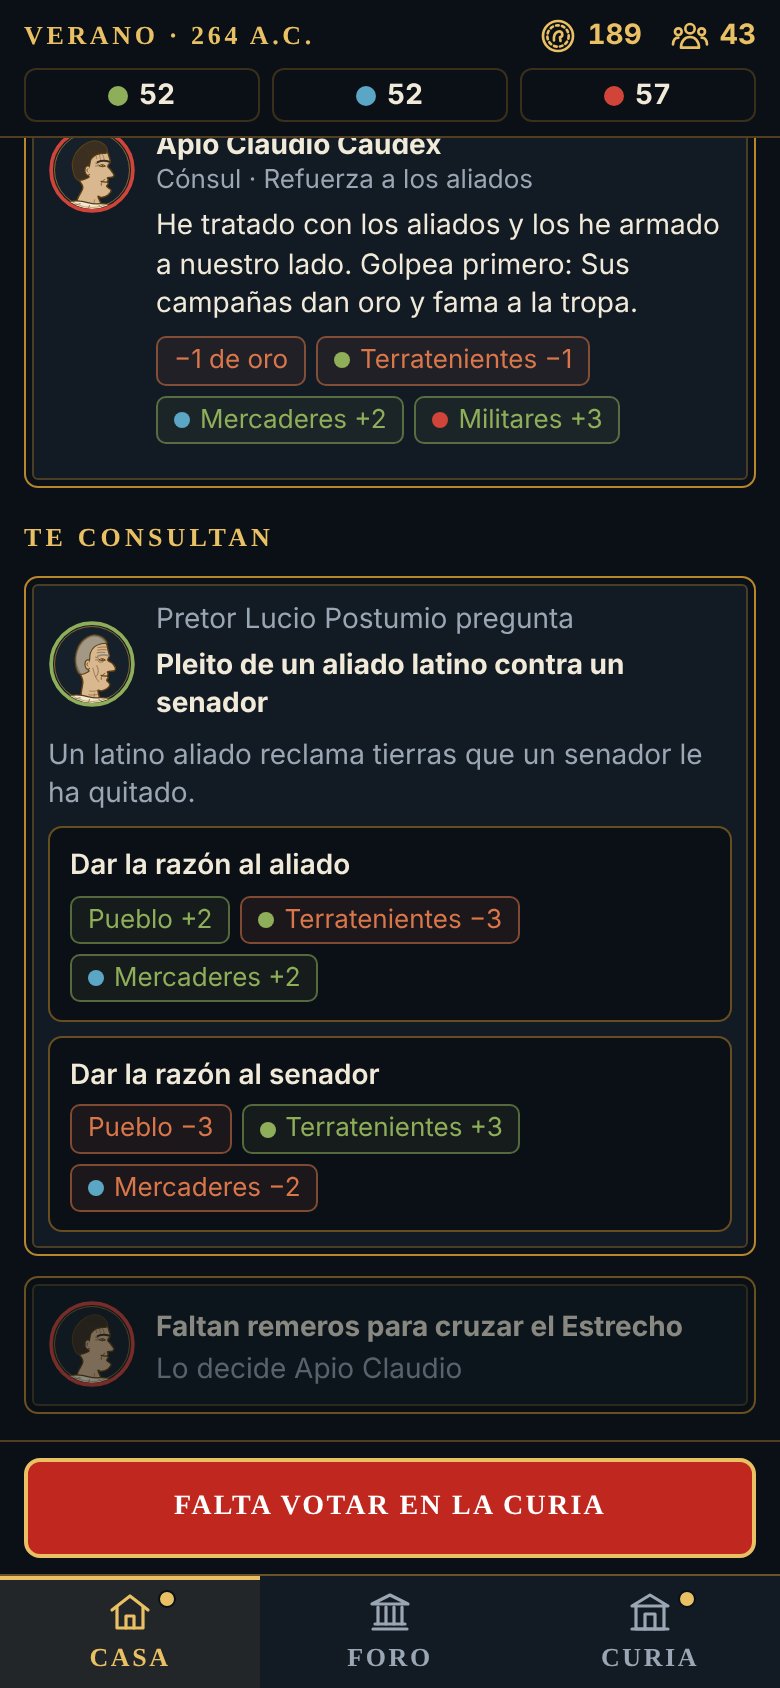 VERANO · 264 A.C.
189
43
52
52
57
Apio Claudio Caudex
Cónsul · Refuerza a los aliados
He tratado con los aliados y los he armado
a nuestro lado. Golpea primero: Sus
campañas dan oro y fama a la tropa.
−1 de oro
Terratenientes −1
Mercaderes +2
Militares +3
TE CONSULTAN
Pretor Lucio Postumio pregunta
Pleito de un aliado latino contra un
senador
Un latino aliado reclama tierras que un senador le
ha quitado.
Dar la razón al aliado
Pueblo +2
Terratenientes −3
Mercaderes +2
Dar la razón al senador
Pueblo −3
Terratenientes +3
Mercaderes −2
Faltan remeros para cruzar el Estrecho
Lo decide Apio Claudio
FALTA VOTAR EN LA CURIA
CASA
FORO
CURIA